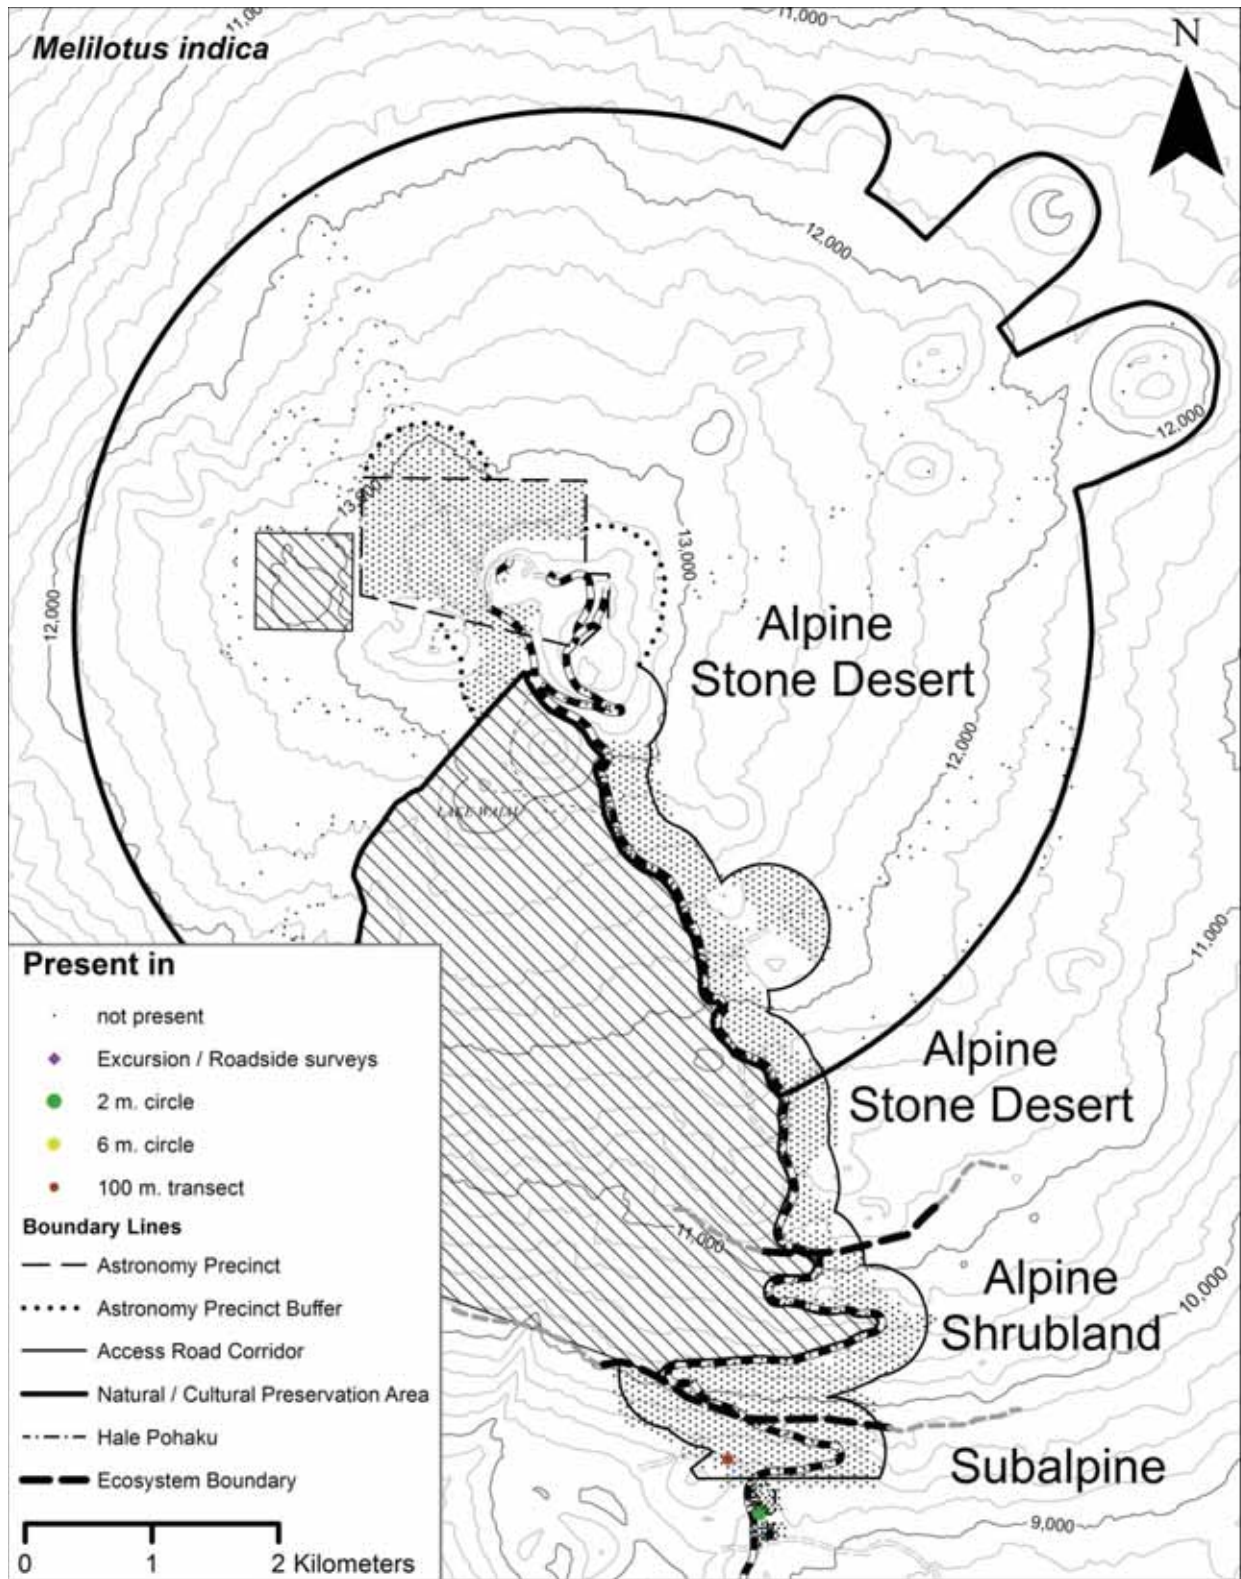 11,000
11,000
Melilotus indica
N
12,000
12,000
13,000
13,000
12,000
Alpine
Stone Desert
12,000
LAKE WAIAU
11,000
Present in
not present
Excursion / Roadside surveys
2 m. circle
6 m. circle
100 m. transect
Boundary Lines
Astronomy Precinct
Astronomy Precinct Buffer
Access Road Corridor
Natural / Cultural Preservation Area
Hale Pohaku
Ecosystem Boundary
0 1 2 Kilometers
Alpine
Stone Desert
11,000
Alpine
Shrubland
10,000
Subalpine
9,000